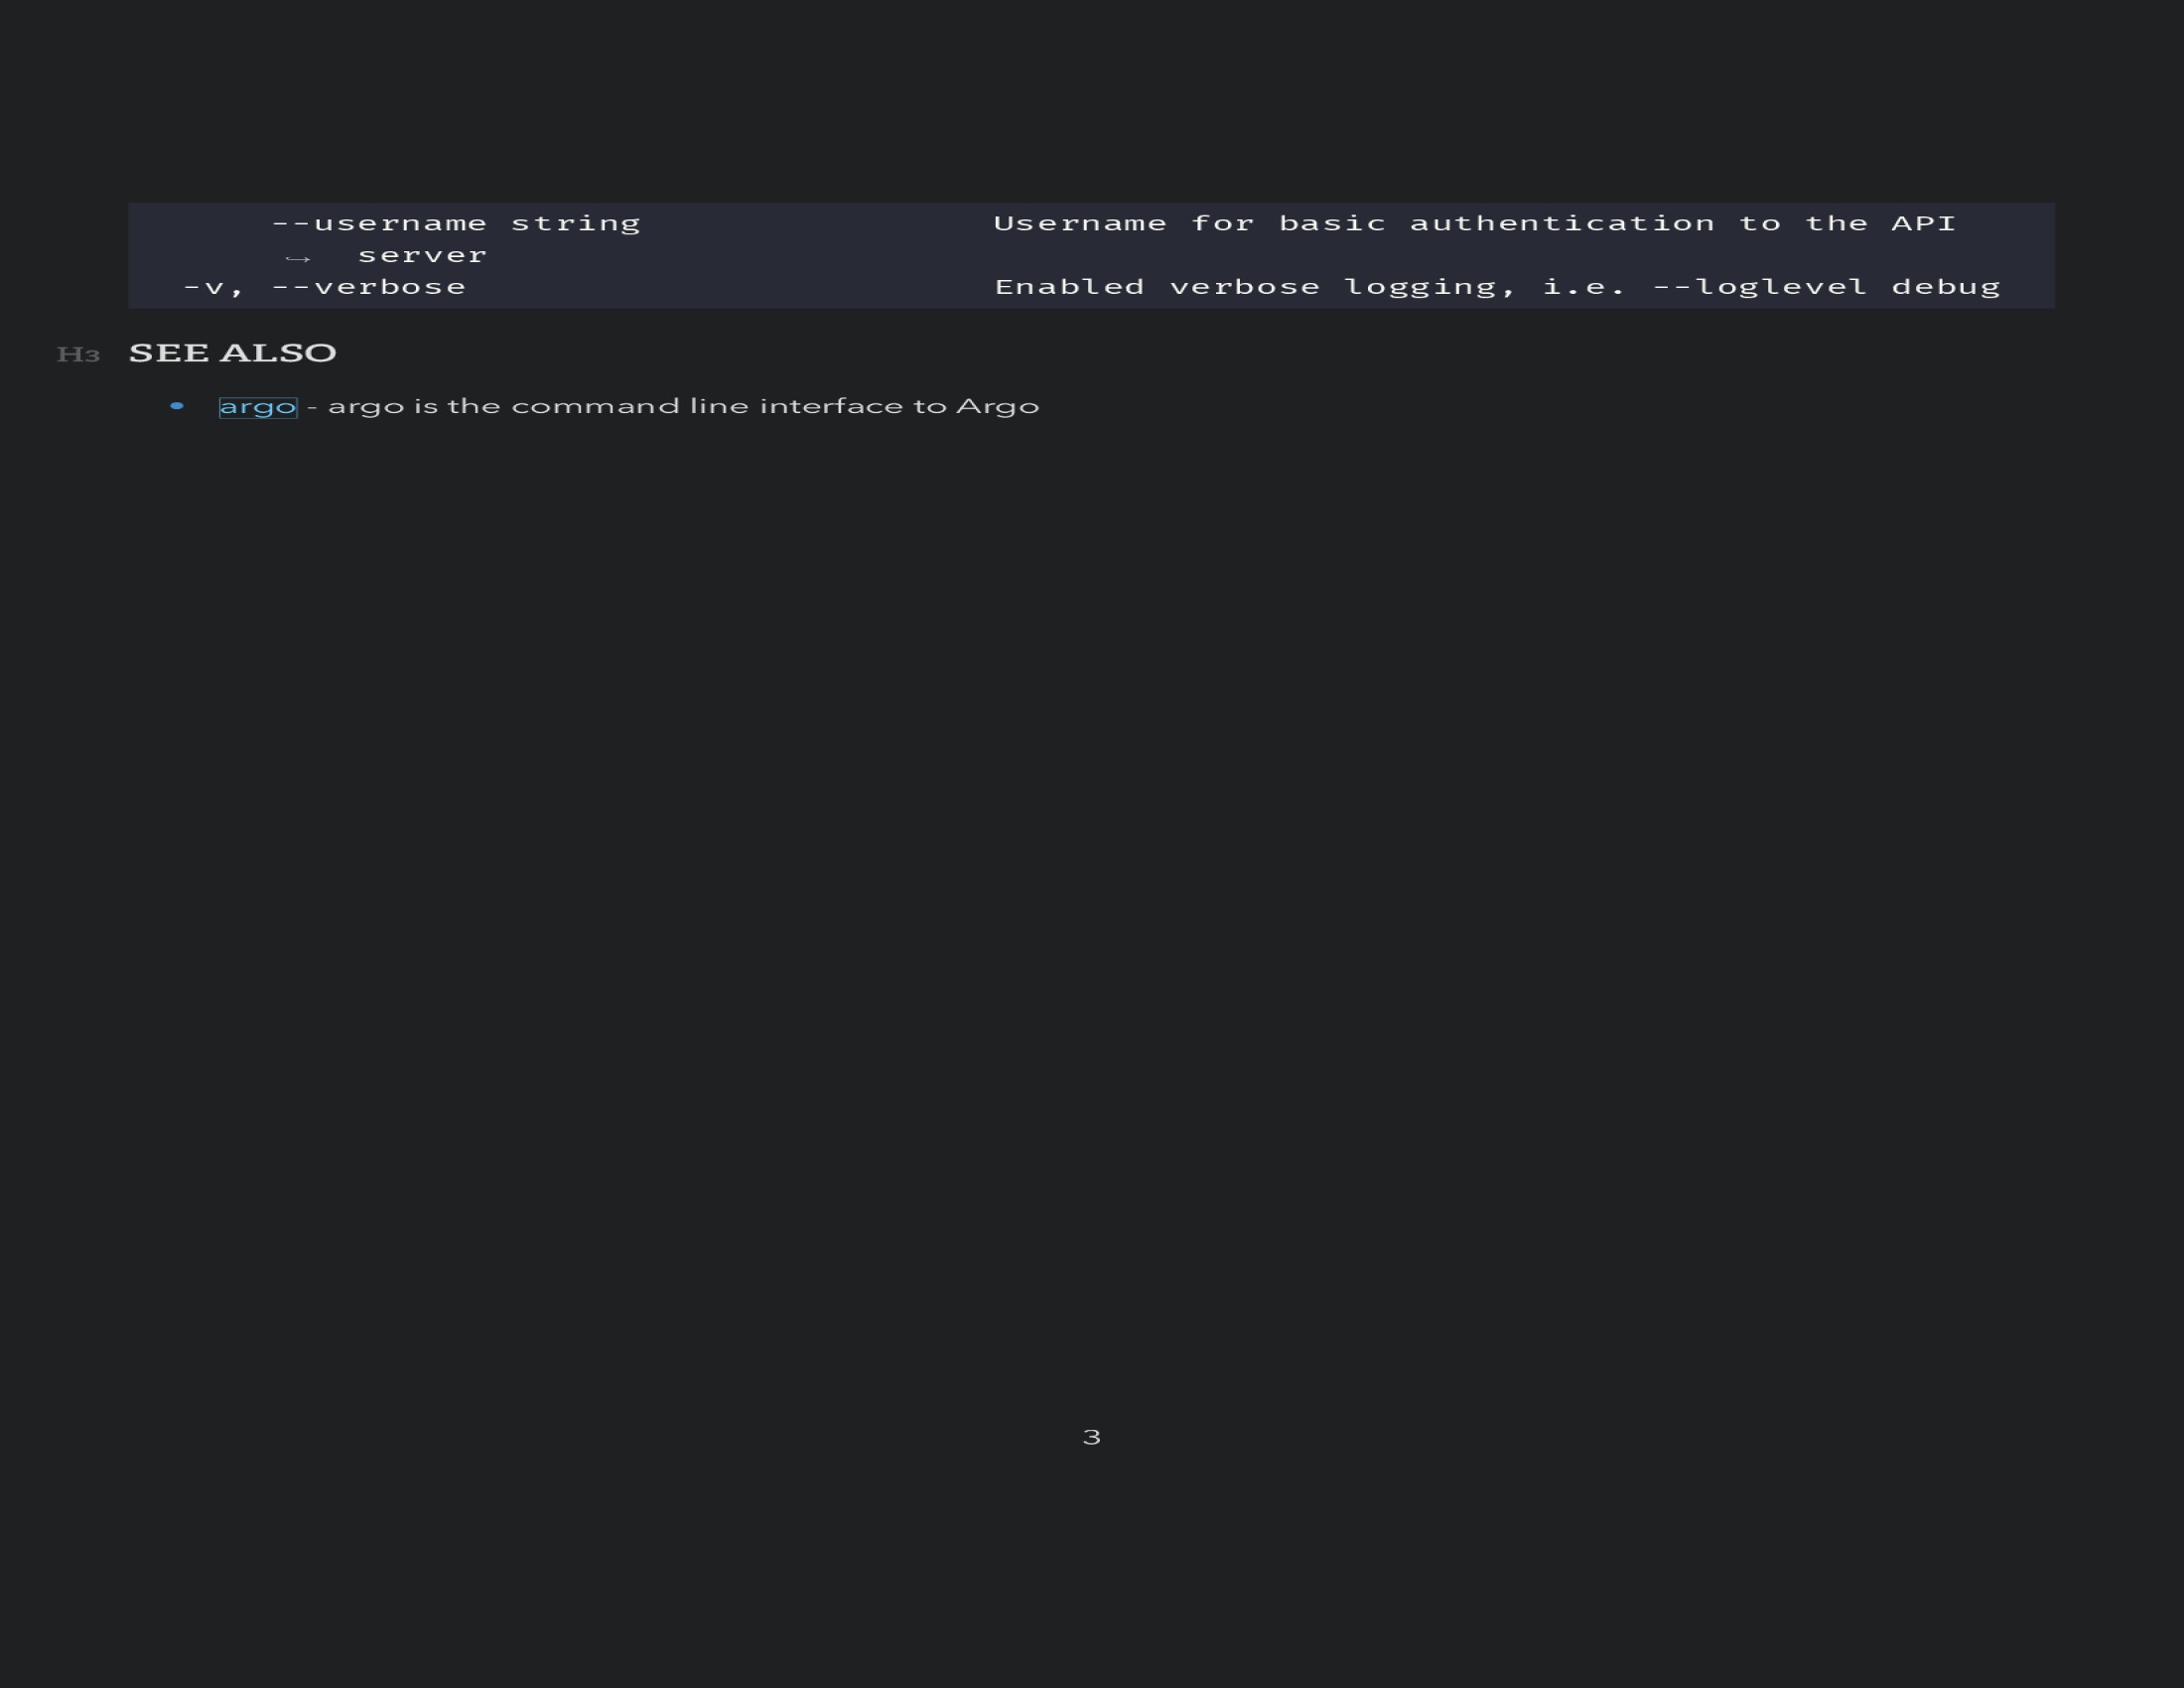 --username string                Username for basic authentication to the API
↪  server
-v, --verbose                        Enabled verbose logging, i.e. --loglevel debug
H3 SEE ALSO
• argo - argo is the command line interface to Argo
3